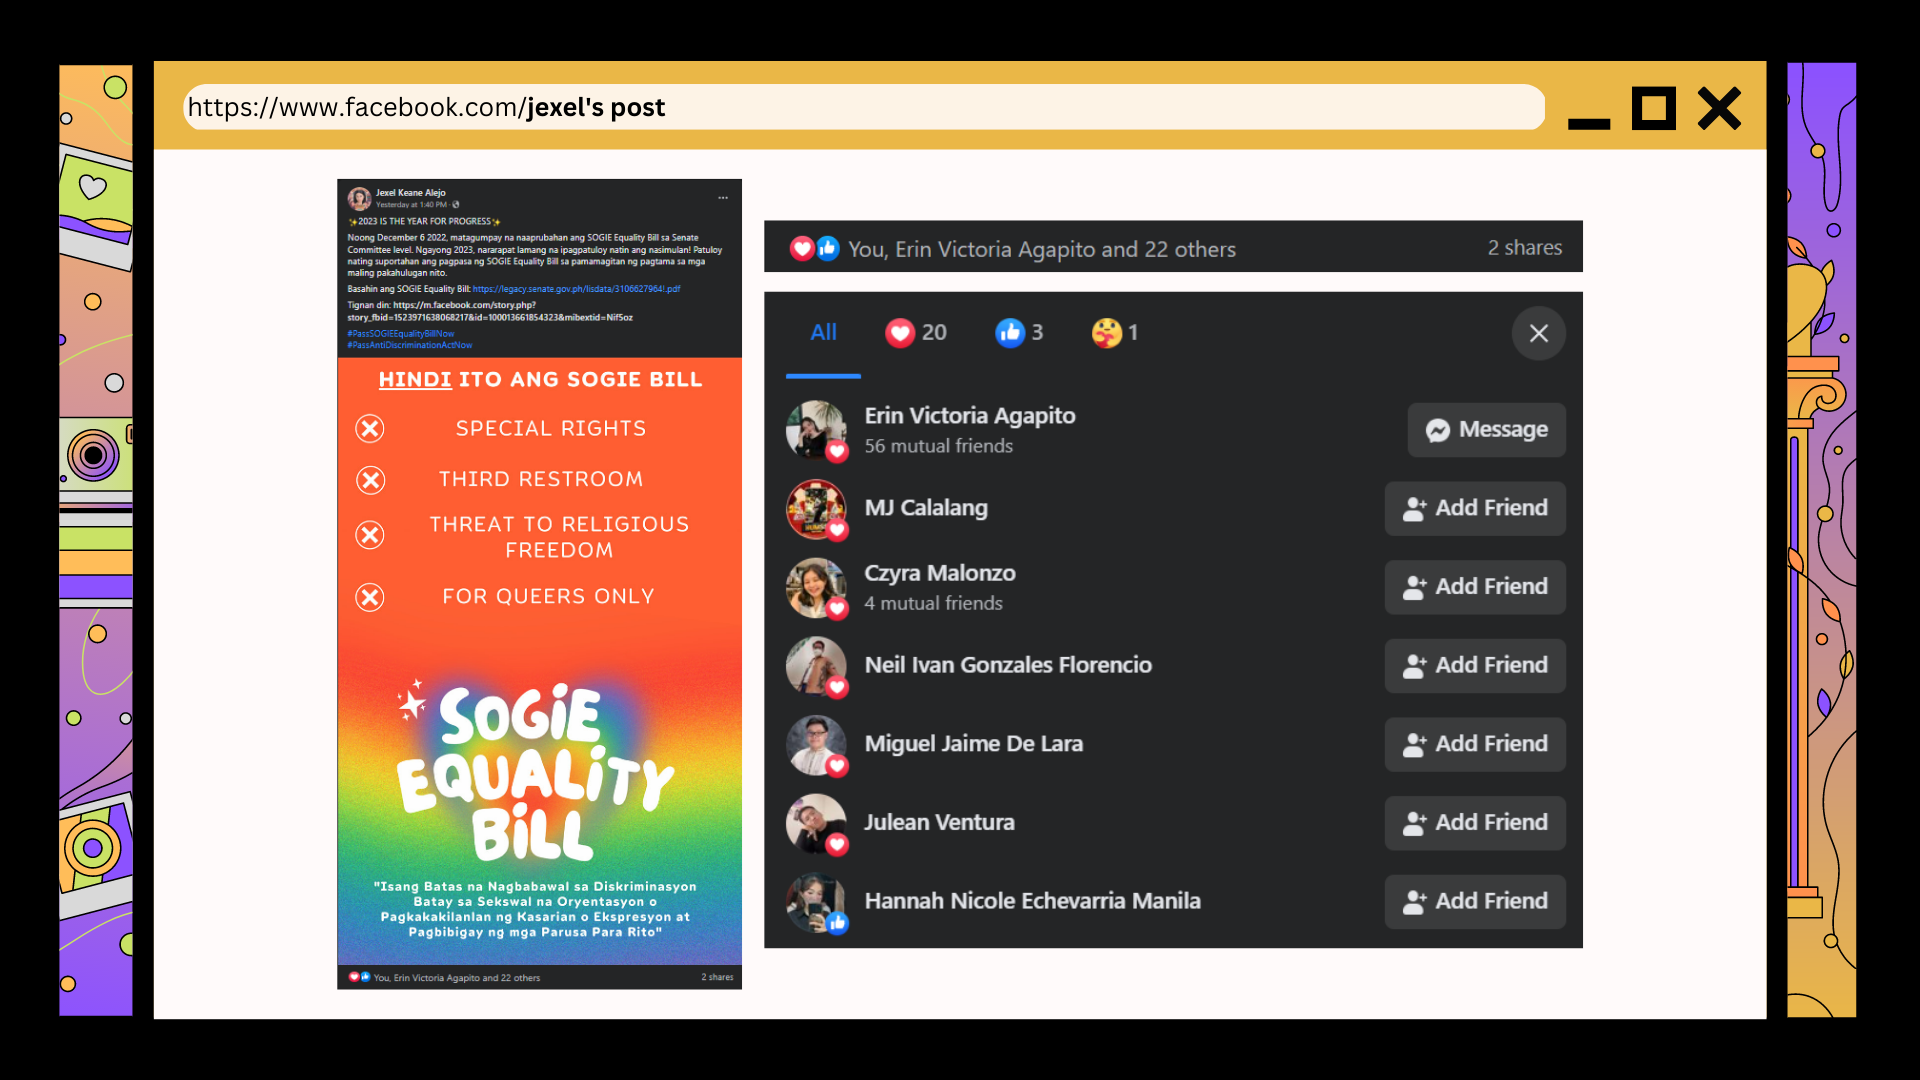 https://www.facebook.com/jexel's post
Jexel Keane Alejo
Yesterday at 1:40 PM ·
✨2023 IS THE YEAR FOR PROGRESS✨
Noong December 6 2022, matagumpay na naaprubahan ang SOGIE Equality Bill sa Senate
Committee level. Ngayong 2023, nararapat lamang na ipagpatuloy natin ang nasimulan! Patuloy
nating suportahan ang pagpasa ng SOGIE Equality Bill sa pamamagitan ng pagtama sa mga
maling pakahulugan nito.
Basahin ang SOGIE Equality Bill: https://legacy.senate.gov.ph/lisdata/3106627964!.pdf
Tignan din: https://m.facebook.com/story.php?
story_fbid=1523971638068217&id=100013661854323&mibextid=Nif5oz
#PassSOGIEEqualityBillNow
#PassAntiDiscriminationActNow
HINDI ITO ANG SOGIE BILL
SPECIAL RIGHTS
THIRD RESTROOM
THREAT TO RELIGIOUS
FREEDOM
FOR QUEERS ONLY
SOGiE
EQUALiTY
BiLL
"Isang Batas na Nagbabawal sa Diskriminasyon
Batay sa Sekswal na Oryentasyon o
Pagkakakilanlan ng Kasarian o Ekspresyon at
Pagbibigay ng mga Parusa Para Rito"
You, Erin Victoria Agapito and 22 others 2 shares
You, Erin Victoria Agapito and 22 others 2 shares
All 20 3 1
Erin Victoria Agapito
56 mutual friends
Message
MJ Calalang
Add Friend
Czyra Malonzo
4 mutual friends
Add Friend
Neil Ivan Gonzales Florencio
Add Friend
Miguel Jaime De Lara
Add Friend
Julean Ventura
Add Friend
Hannah Nicole Echevarria Manila
Add Friend